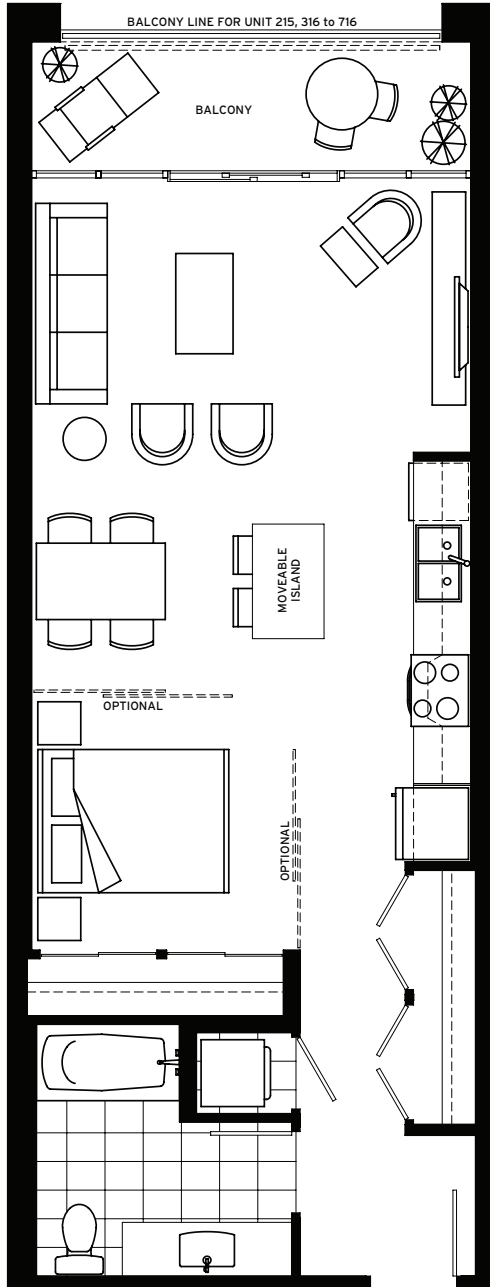 BALCONY LINE FOR UNIT 215, 316 to 716
BALCONY
MOVEABLE
ISLAND
OPTIONAL
OPTIONAL